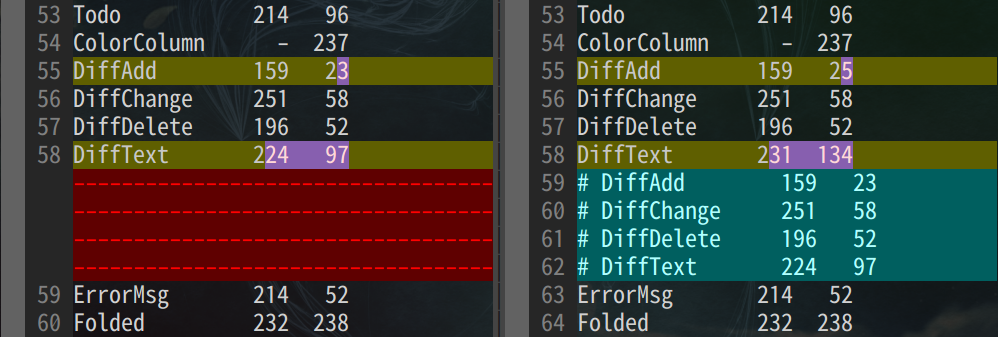 53 Todo 214 96
54 ColorColumn - 237
55 DiffAdd 159 23
56 DiffChange 251 58
57 DiffDelete 196 52
58 DiffText 224 97
------------------------------------
------------------------------------
------------------------------------
------------------------------------
59 ErrorMsg 214 52
60 Folded 232 238
53 Todo 214 96
54 ColorColumn - 237
55 DiffAdd 159 25
56 DiffChange 251 58
57 DiffDelete 196 52
58 DiffText 231 134
59 # DiffAdd 159 23
60 # DiffChange 251 58
61 # DiffDelete 196 52
62 # DiffText 224 97
63 ErrorMsg 214 52
64 Folded 232 238